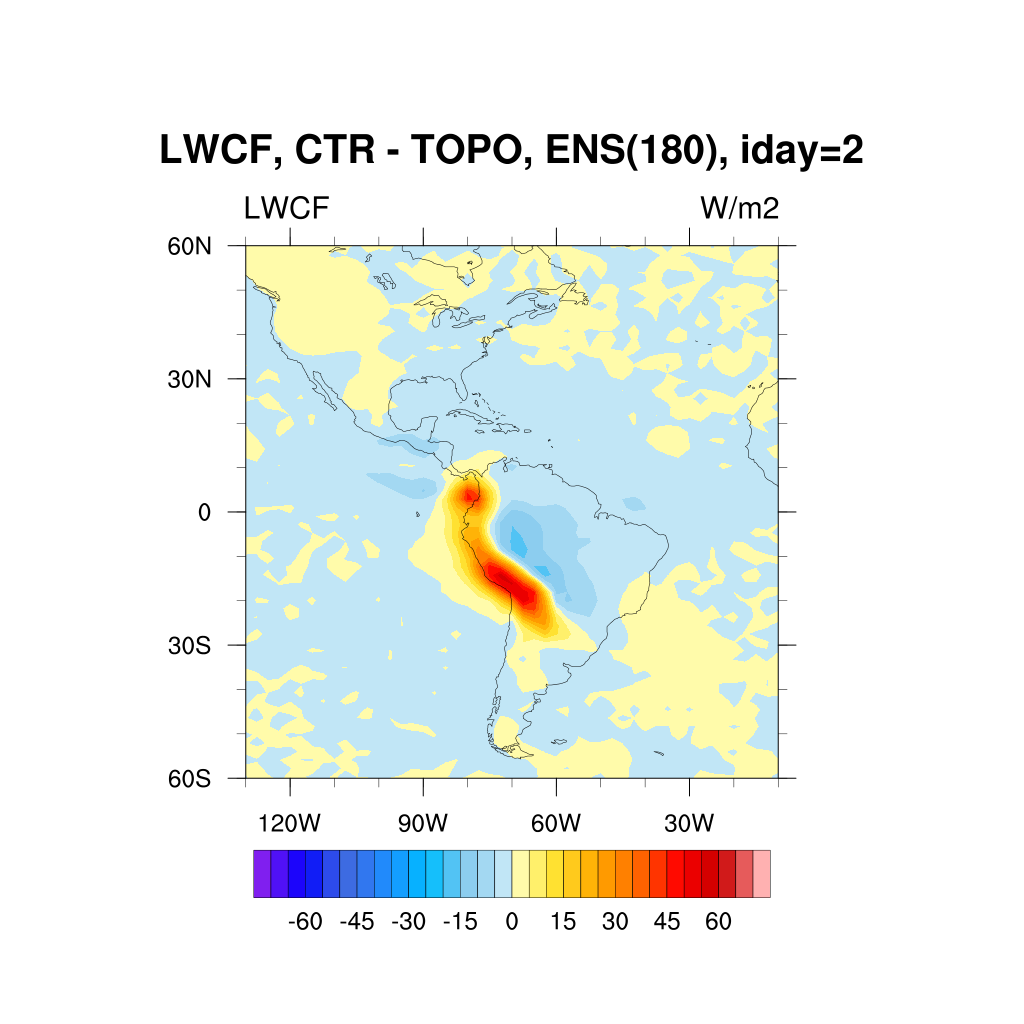 LWCF, CTR - TOPO, ENS(180), iday=2
LWCF W/m2
60N
30N
0
30S
60S
120W 90W 60W 30W
-60 -45 -30 -15 0 15 30 45 60